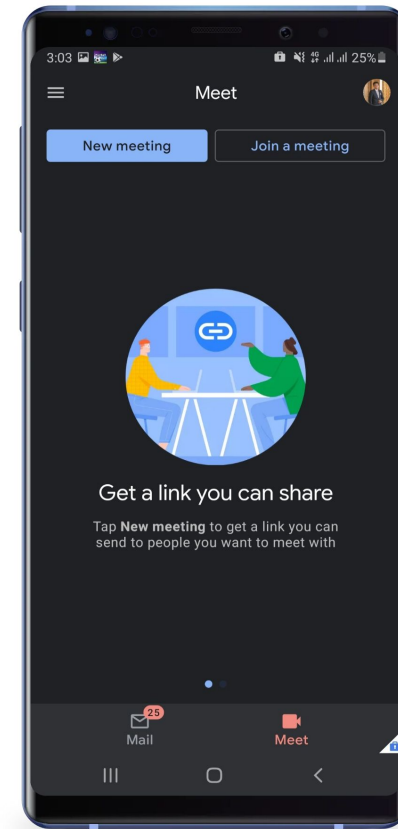 3:03 4G 25%
Meet
New meeting Join a meeting
Get a link you can share
Tap New meeting to get a link you can
send to people you want to meet with
25
Mail Meet